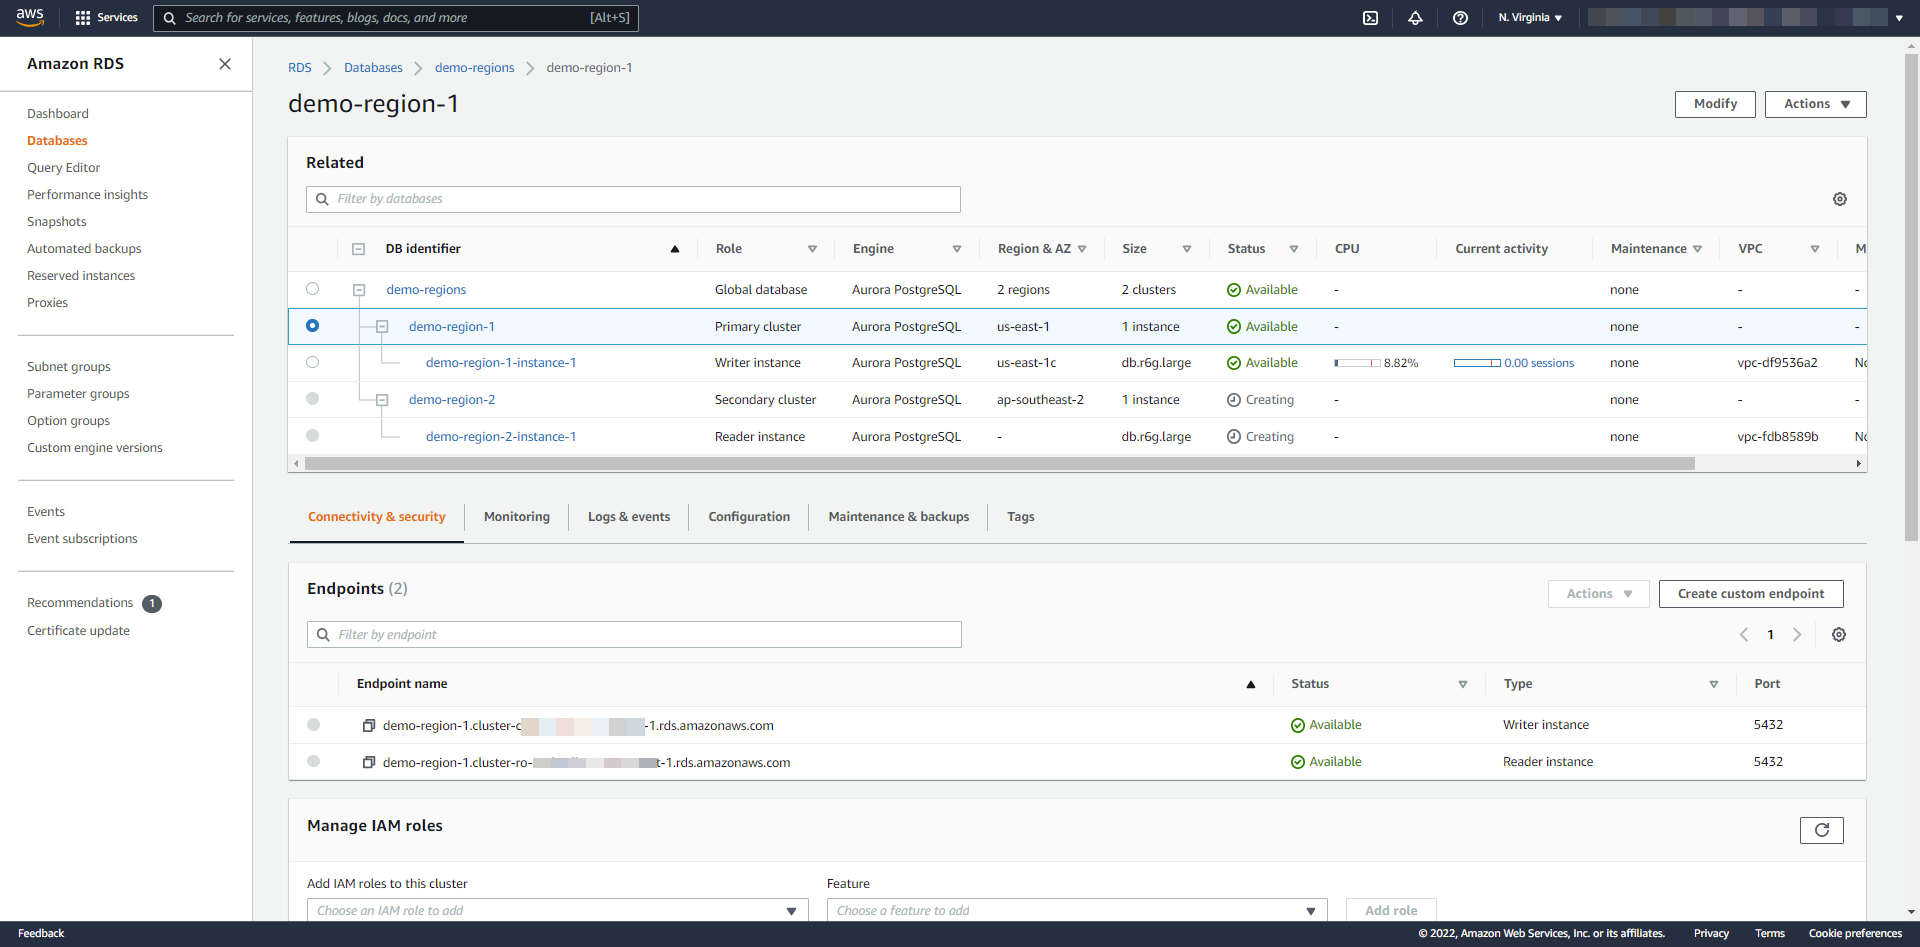 aws Services Search for services, features, blogs, docs, and more [Alt+S] N. Virginia
Amazon RDS
Dashboard
Databases
Query Editor
Performance insights
Snapshots
Automated backups
Reserved instances
Proxies
Subnet groups
Parameter groups
Option groups
Custom engine versions
Events
Event subscriptions
Recommendations 1
Certificate update
RDS Databases demo-regions demo-region-1
demo-region-1 Modify Actions
Related
Filter by databases
DB identifier Role Engine Region & AZ Size Status CPU Current activity Maintenance VPC M
demo-regions Global database Aurora PostgreSQL 2 regions 2 clusters Available - none - -
demo-region-1 Primary cluster Aurora PostgreSQL us-east-1 1 instance Available - none - -
demo-region-1-instance-1 Writer instance Aurora PostgreSQL us-east-1c db.r6g.large Available 8.82% 0.00 sessions none vpc-df9536a2 No
demo-region-2 Secondary cluster Aurora PostgreSQL ap-southeast-2 1 instance Creating - none - -
demo-region-2-instance-1 Reader instance Aurora PostgreSQL - db.r6g.large Creating - none vpc-fdb8589b No
Connectivity & security Monitoring Logs & events Configuration Maintenance & backups Tags
Endpoints (2) Actions Create custom endpoint
Filter by endpoint 1
Endpoint name Status Type Port
demo-region-1.cluster-c -1.rds.amazonaws.com Available Writer instance 5432
demo-region-1.cluster-ro- t-1.rds.amazonaws.com Available Reader instance 5432
Manage IAM roles
Add IAM roles to this cluster Feature
Choose an IAM role to add Choose a feature to add Add role
Feedback © 2022, Amazon Web Services, Inc. or its affiliates. Privacy Terms Cookie preferences